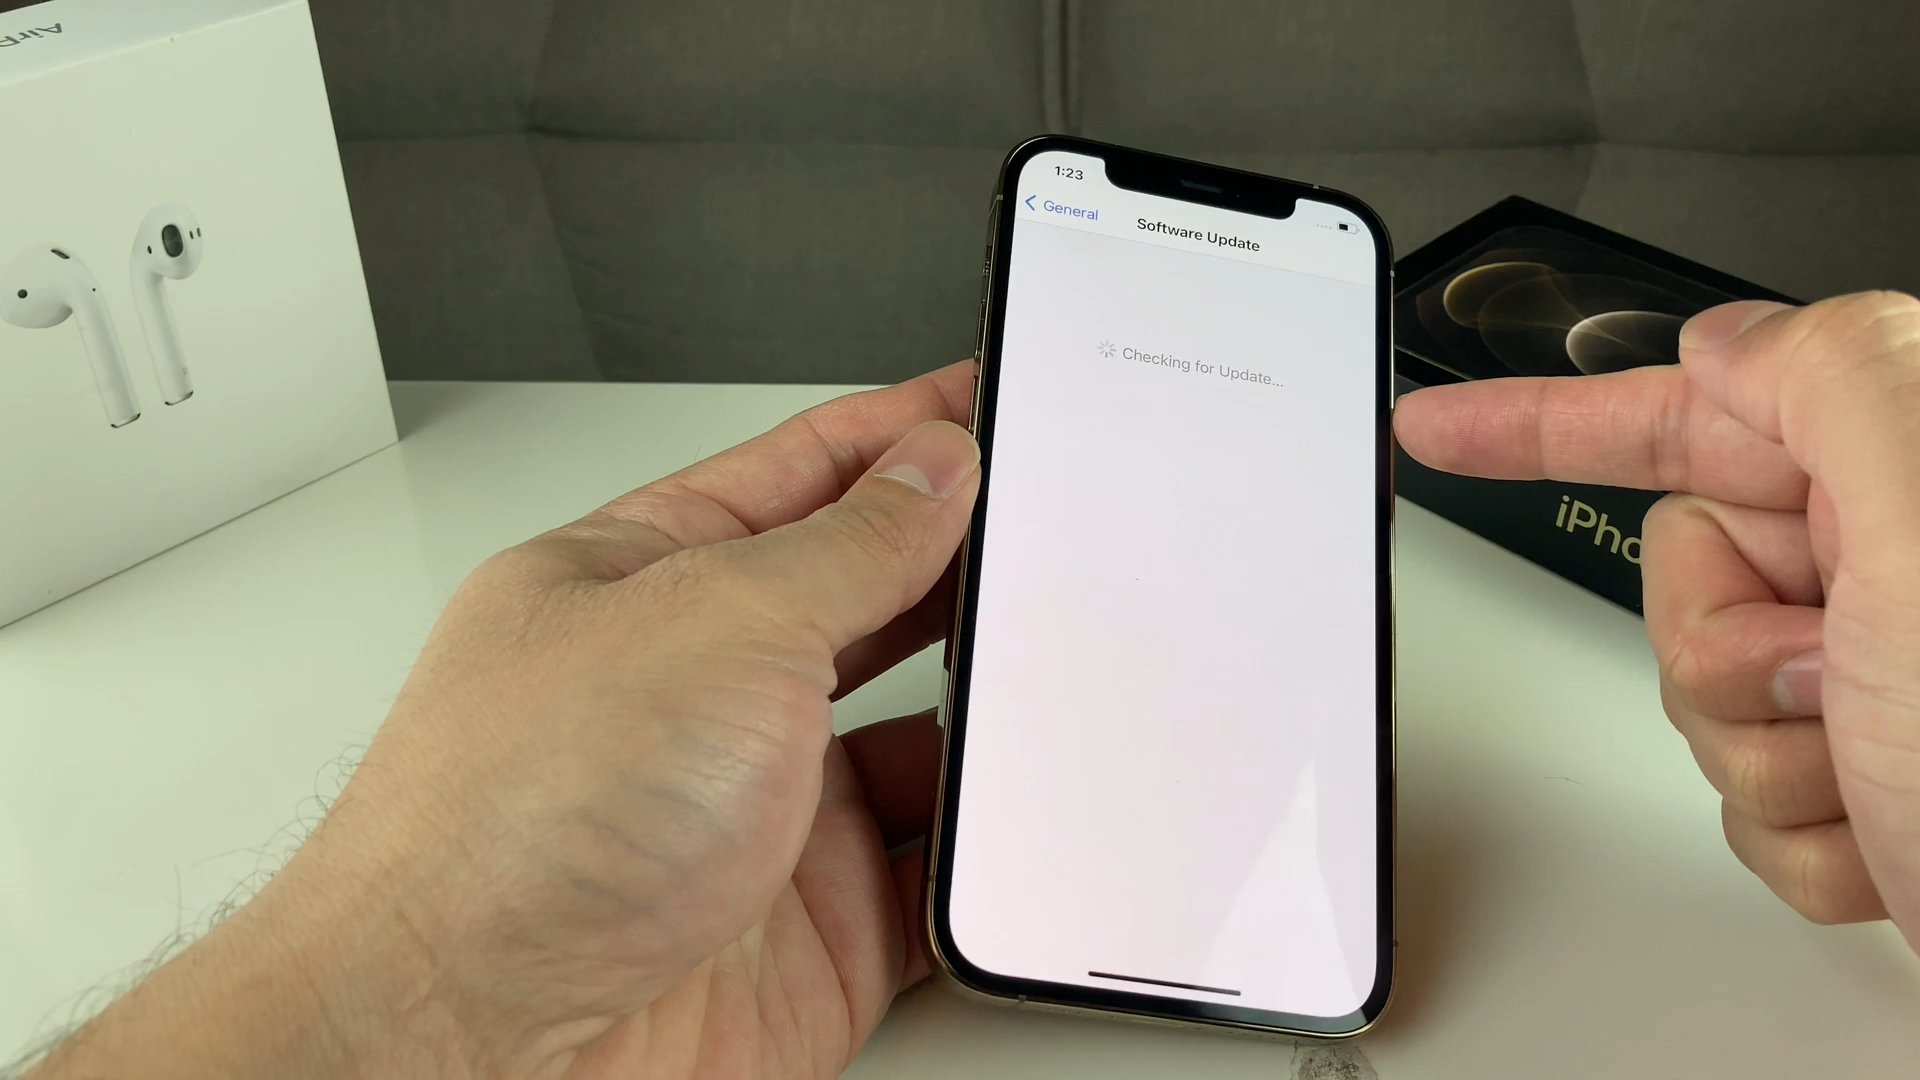 1:23
General
Software Update
Checking for Update...
iPho